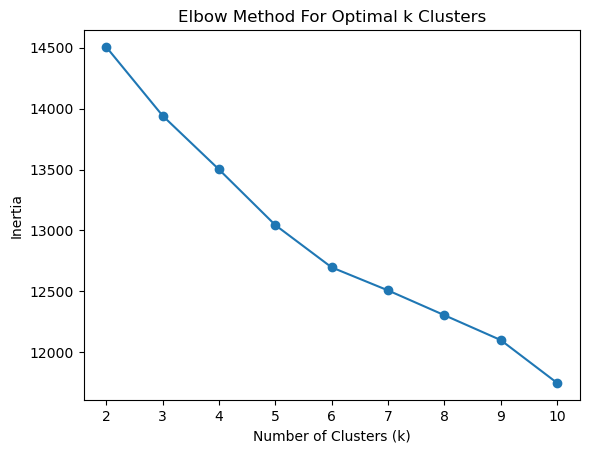 Elbow Method For Optimal k Clusters
14500
14000
13500
13000
12500
12000
Inertia
2 3 4 5 6 7 8 9 10
Number of Clusters (k)